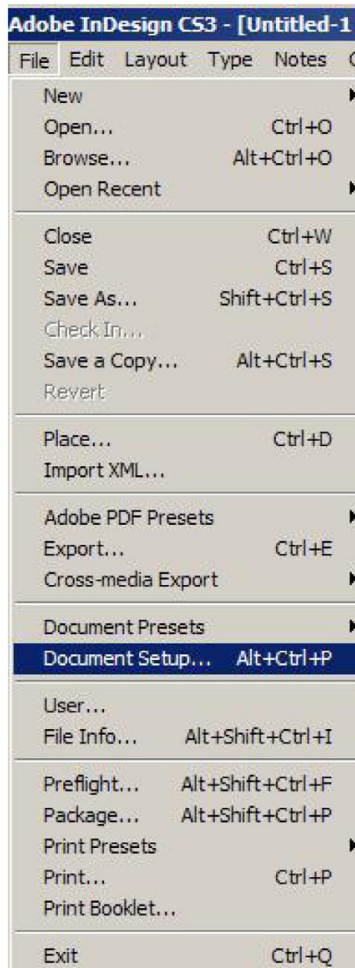 Adobe InDesign CS3 - [Untitled-1
File Edit Layout Type Notes
New
Open... Ctrl+O
Browse... Alt+Ctrl+O
Open Recent
Close Ctrl+W
Save Ctrl+S
Save As... Shift+Ctrl+S
Check In...
Save a Copy... Alt+Ctrl+S
Revert
Place... Ctrl+D
Import XML...
Adobe PDF Presets
Export... Ctrl+E
Cross-media Export
Document Presets
Document Setup... Alt+Ctrl+P
User...
File Info... Alt+Shift+Ctrl+I
Preflight... Alt+Shift+Ctrl+F
Package... Alt+Shift+Ctrl+P
Print Presets
Print... Ctrl+P
Print Booklet...
Exit Ctrl+Q